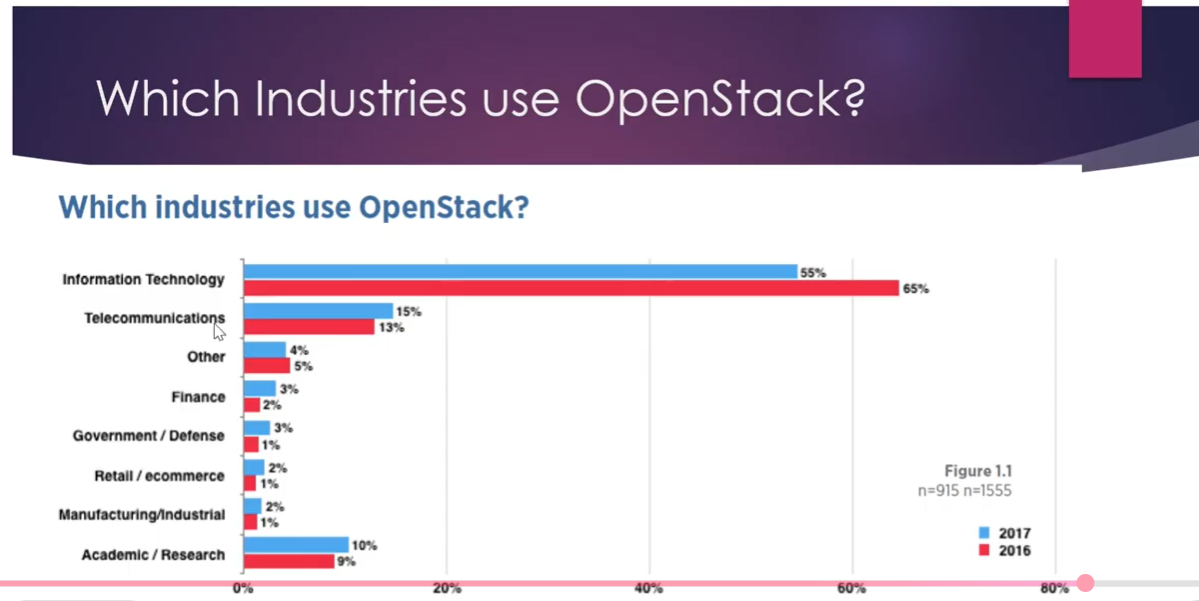 Which Industries use OpenStack?
Which industries use OpenStack?
Information Technology
55%
65%
Telecommunications
15%
13%
Other
4%
5%
Finance
3%
2%
Government / Defense
3%
1%
Retail / ecommerce
2%
1%
Manufacturing/Industrial
2%
1%
Academic / Research
10%
9%
Figure 1.1
n=915 n=1555
2017
2016
0% 20% 40% 60% 80%